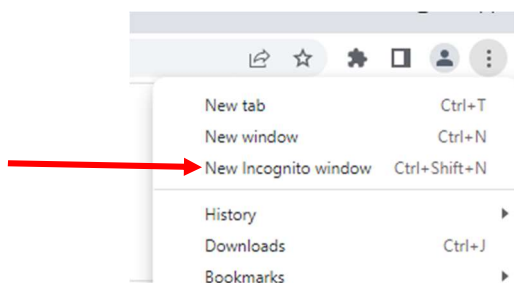 New tab Ctrl+T
New window Ctrl+N
New Incognito window Ctrl+Shift+N
History
Downloads Ctrl+J
Bookmarks